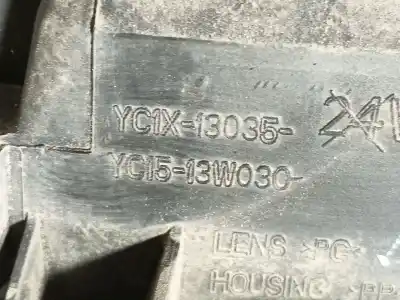 YC1X-13035-
YC15-13W030-
LENS
HOUSING